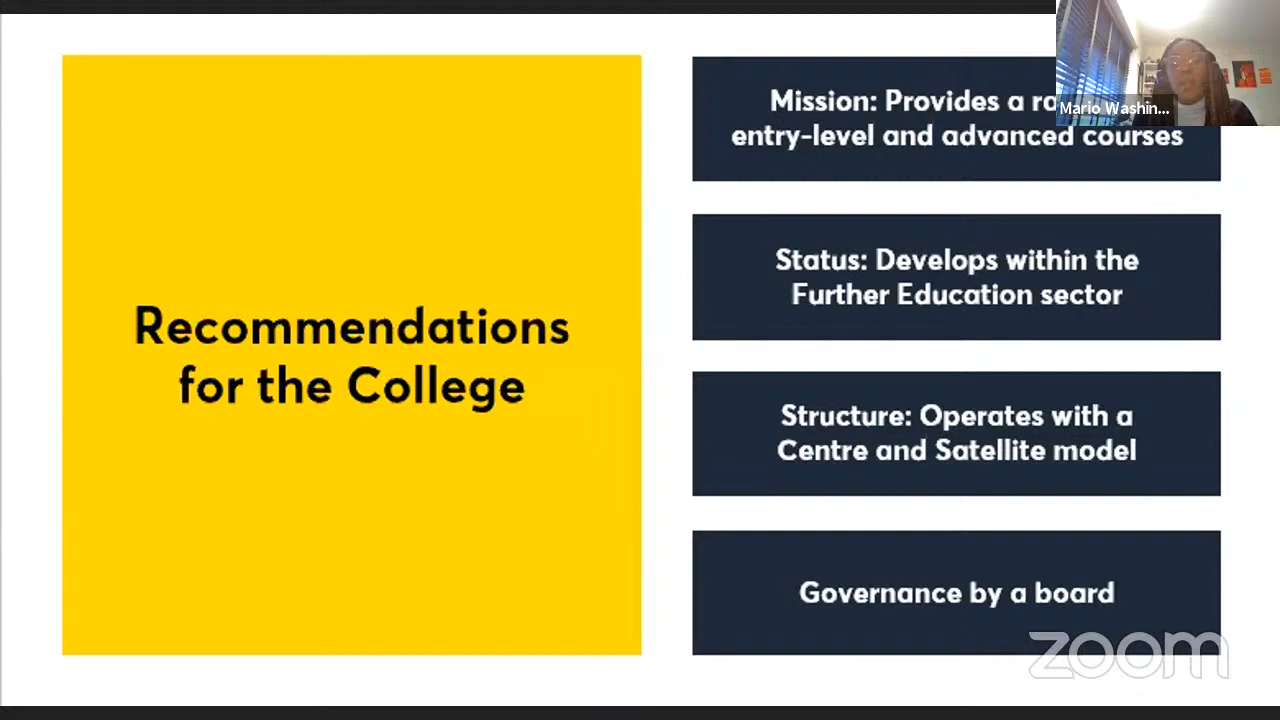 Recommendations
for the College
Mission: Provides a
entry-level and advanced courses
Status: Develops within the
Further Education sector
Structure: Operates with a
Centre and Satellite model
Governance by a board
Mario Washin...
zoom